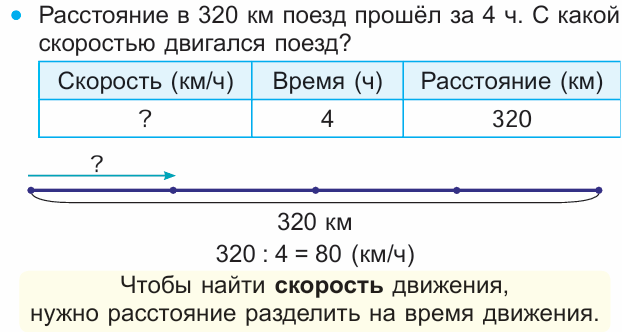 • Расстояние в 320 км поезд прошёл за 4 ч. С какой
скоростью двигался поезд?
Скорость (км/ч) Время (ч) Расстояние (км)
? 4 320
?
320 км
320 : 4 = 80 (км/ч)
Чтобы найти скорость движения,
нужно расстояние разделить на время движения.